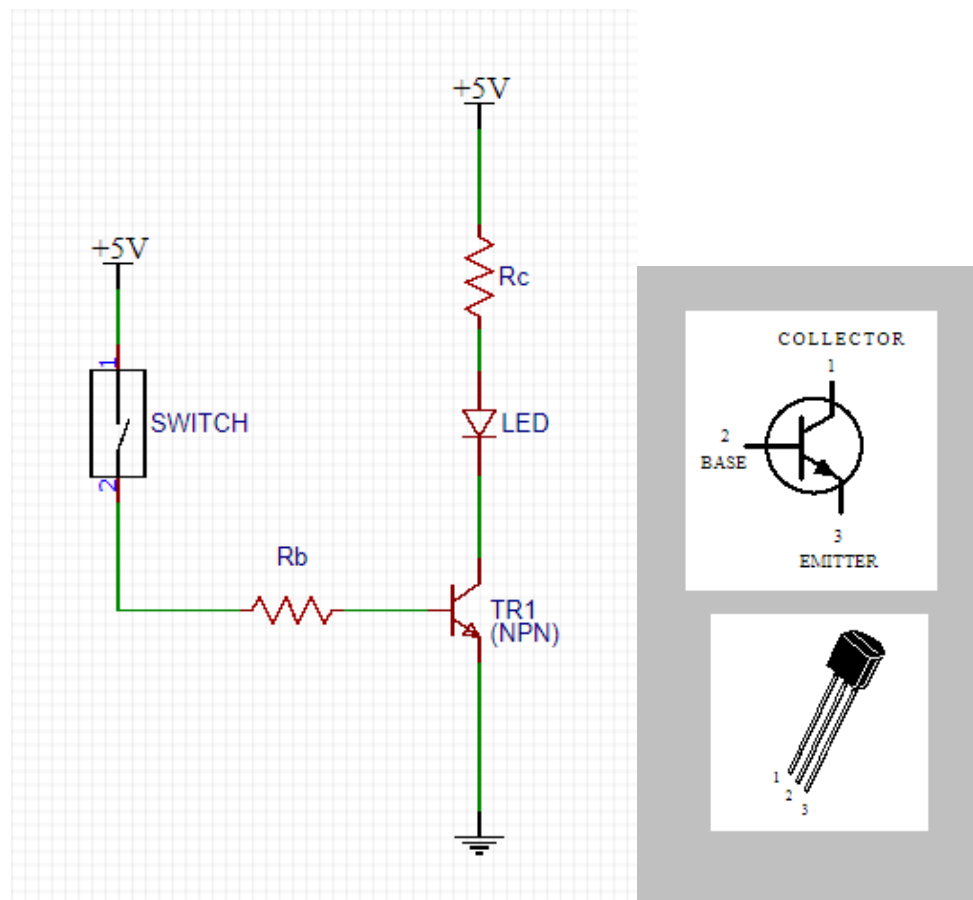 +5V
+5V
Rc
1
SWITCH
LED
2
Rb
TR1
(NPN)
COLLECTOR
1
2
BASE
3
EMITTER
1
2
3